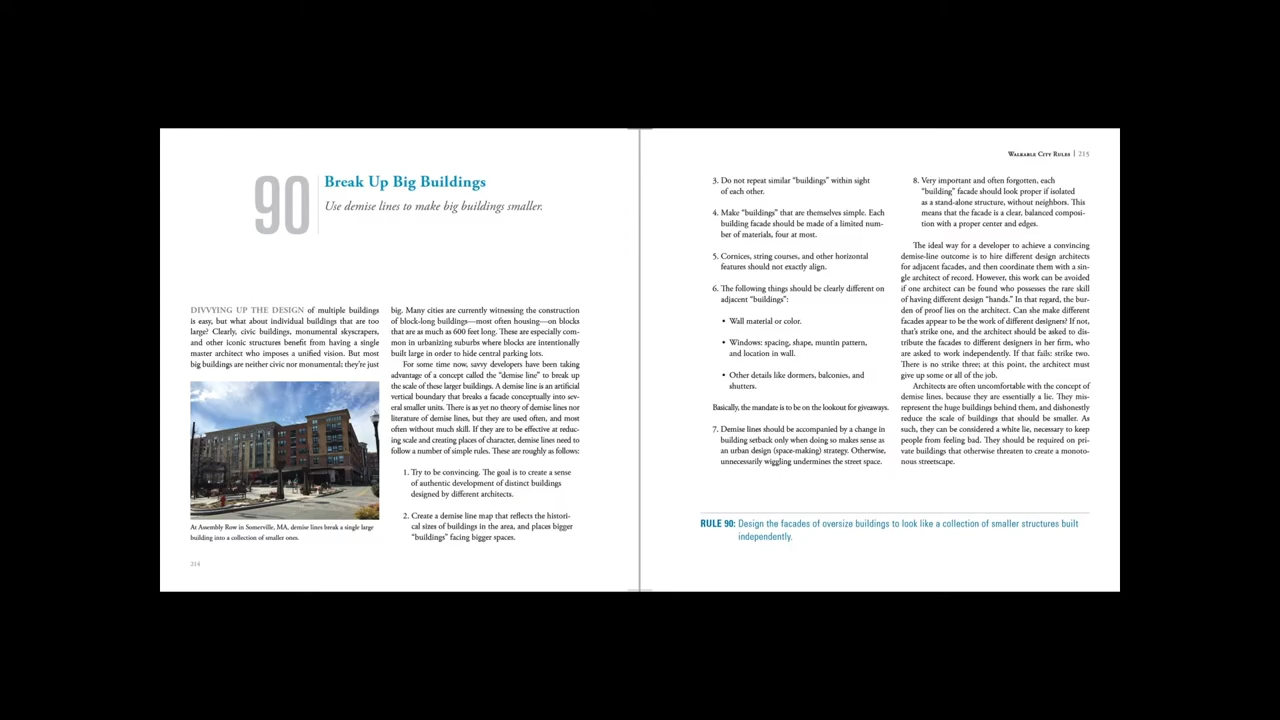 90
Break Up Big Buildings
Use demise lines to make big buildings smaller.
DIVVYING UP THE DESIGN of multiple buildings
is easy, but what about individual buildings that are too
large? Clearly, civic buildings, monumental skyscrapers,
and other iconic structures benefit from having a single
master architect who imposes a unified vision. But most
big buildings are neither civic nor monumental; they're just
At Assembly Row in Somerville, MA, demise lines break a single large
building into a collection of smaller ones.
214
big. Many cities are currently witnessing the construction
of block-long buildings—most often housing—on blocks
that are as much as 600 feet long. These are especially com-
mon in urbanizing suburbs where blocks are intentionally
built large in order to hide central parking lots.
For some time now, savvy developers have been taking
advantage of a concept called the “demise line” to break up
the scale of these larger buildings. A demise line is an artificial
vertical boundary that breaks a facade conceptually into sev-
eral smaller units. There is as yet no theory of demise lines nor
literature of demise lines, but they are used often, and most
often without much skill. If they are to be effective at reduc-
ing scale and creating places of character, demise lines need to
follow a number of simple rules. These are roughly as follows:
1. Try to be convincing. The goal is to create a sense
of authentic development of distinct buildings
designed by different architects.
2. Create a demise line map that reflects the histori-
cal sizes of buildings in the area, and places bigger
“buildings” facing bigger spaces.
WALKABLE CITY RULES | 215
3. Do not repeat similar “buildings” within sight
of each other.
4. Make “buildings” that are themselves simple. Each
building facade should be made of a limited num-
ber of materials, four at most.
5. Cornices, string courses, and other horizontal
features should not exactly align.
6. The following things should be clearly different on
adjacent “buildings”:
• Wall material or color.
• Windows: spacing, shape, muntin pattern,
and location in wall.
• Other details like dormers, balconies, and
shutters.
Basically, the mandate is to be on the lookout for giveaways.
7. Demise lines should be accompanied by a change in
building setback only when doing so makes sense as
an urban design (space-making) strategy. Otherwise,
unnecessarily wiggling undermines the street space.
8. Very important and often forgotten, each
“building” facade should look proper if isolated
as a stand-alone structure, without neighbors. This
means that the facade is a clear, balanced composi-
tion with a proper center and edges.
The ideal way for a developer to achieve a convincing
demise-line outcome is to hire different design architects
for adjacent facades, and then coordinate them with a sin-
gle architect of record. However, this work can be avoided
if one architect can be found who possesses the rare skill
of having different design “hands.” In that regard, the bur-
den of proof lies on the architect. Can she make different
facades appear to be the work of different designers? If not,
that's strike one, and the architect should be asked to dis-
tribute the facades to different designers in her firm, who
are asked to work independently. If that fails: strike two.
There is no strike three; at this point, the architect must
give up some or all of the job.
Architects are often uncomfortable with the concept of
demise lines, because they are essentially a lie. They mis-
represent the huge buildings behind them, and dishonestly
reduce the scale of buildings that should be smaller. As
such, they can be considered a white lie, necessary to keep
people from feeling bad. They should be required on pri-
vate buildings that otherwise threaten to create a monoto-
nous streetscape.
RULE 90: Design the facades of oversize buildings to look like a collection of smaller structures built
independently.